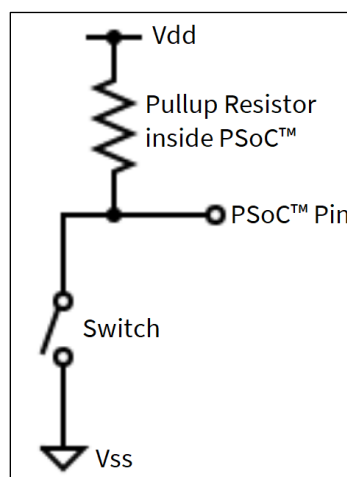 Vdd
Pullup Resistor
inside PSoC™
PSoC™ Pin
Switch
Vss